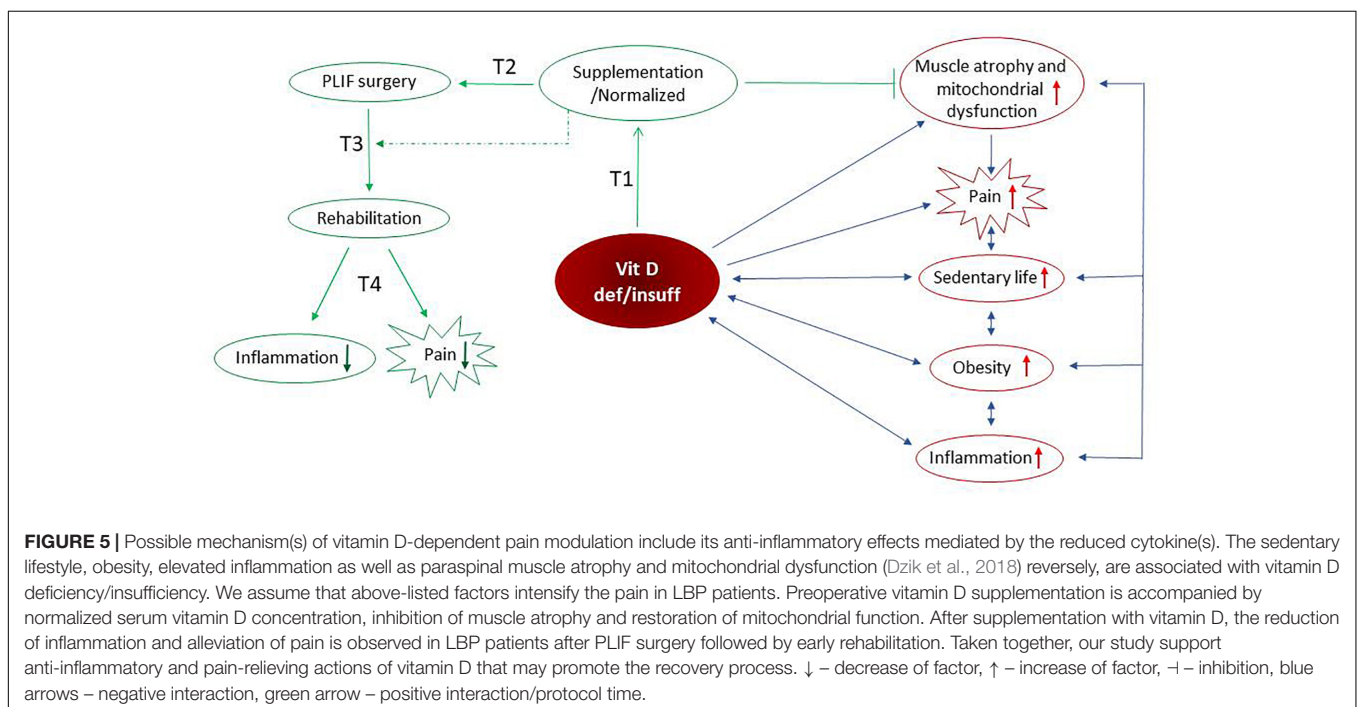 T2
PLIF surgery
Supplementation
/Normalized
Muscle atrophy and
mitochondrial ↑
dysfunction
T3
T1
Pain ↑
Rehabilitation
Vit D
def/insuff
Sedentary life ↑
T4
Inflammation ↓
Pain ↓
Obesity ↑
Inflammation ↑
FIGURE 5 | Possible mechanism(s) of vitamin D-dependent pain modulation include its anti-inflammatory effects mediated by the reduced cytokine(s). The sedentary
lifestyle, obesity, elevated inflammation as well as paraspinal muscle atrophy and mitochondrial dysfunction (Dzik et al., 2018) reversely, are associated with vitamin D
deficiency/insufficiency. We assume that above-listed factors intensify the pain in LBP patients. Preoperative vitamin D supplementation is accompanied by
normalized serum vitamin D concentration, inhibition of muscle atrophy and restoration of mitochondrial function. After supplementation with vitamin D, the reduction
of inflammation and alleviation of pain is observed in LBP patients after PLIF surgery followed by early rehabilitation. Taken together, our study support
anti-inflammatory and pain-relieving actions of vitamin D that may promote the recovery process. ↓ – decrease of factor, ↑ – increase of factor, ⊣ – inhibition, blue
arrows – negative interaction, green arrow – positive interaction/protocol time.